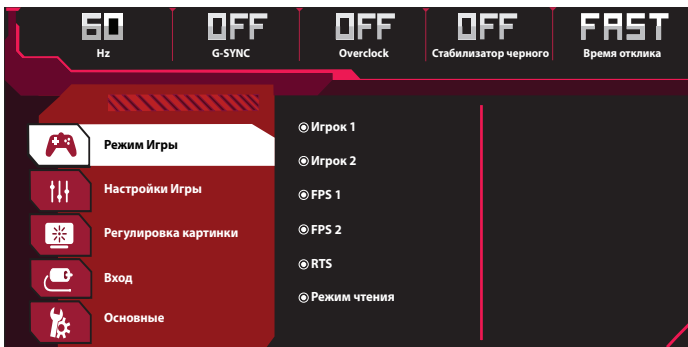 60 OFF OFF OFF FAST
Hz G-SYNC Overclock Стабилизатор черного Время отклика
Режим Игры
Настройки Игры
Регулировка картинки
Вход
Основные
Игрок 1
Игрок 2
FPS 1
FPS 2
RTS
Режим чтения